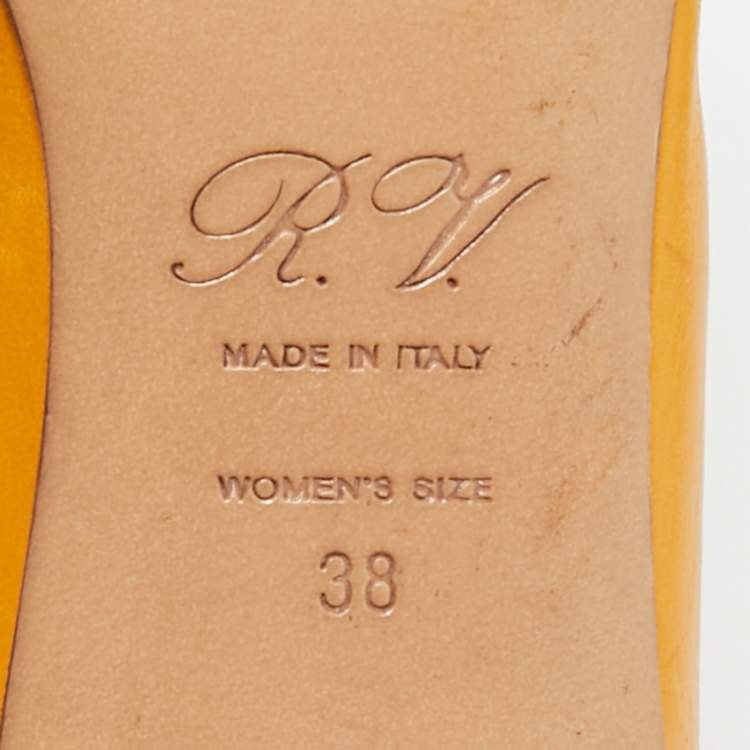 R. V.
MADE IN ITALY
WOMEN'S SIZE
38